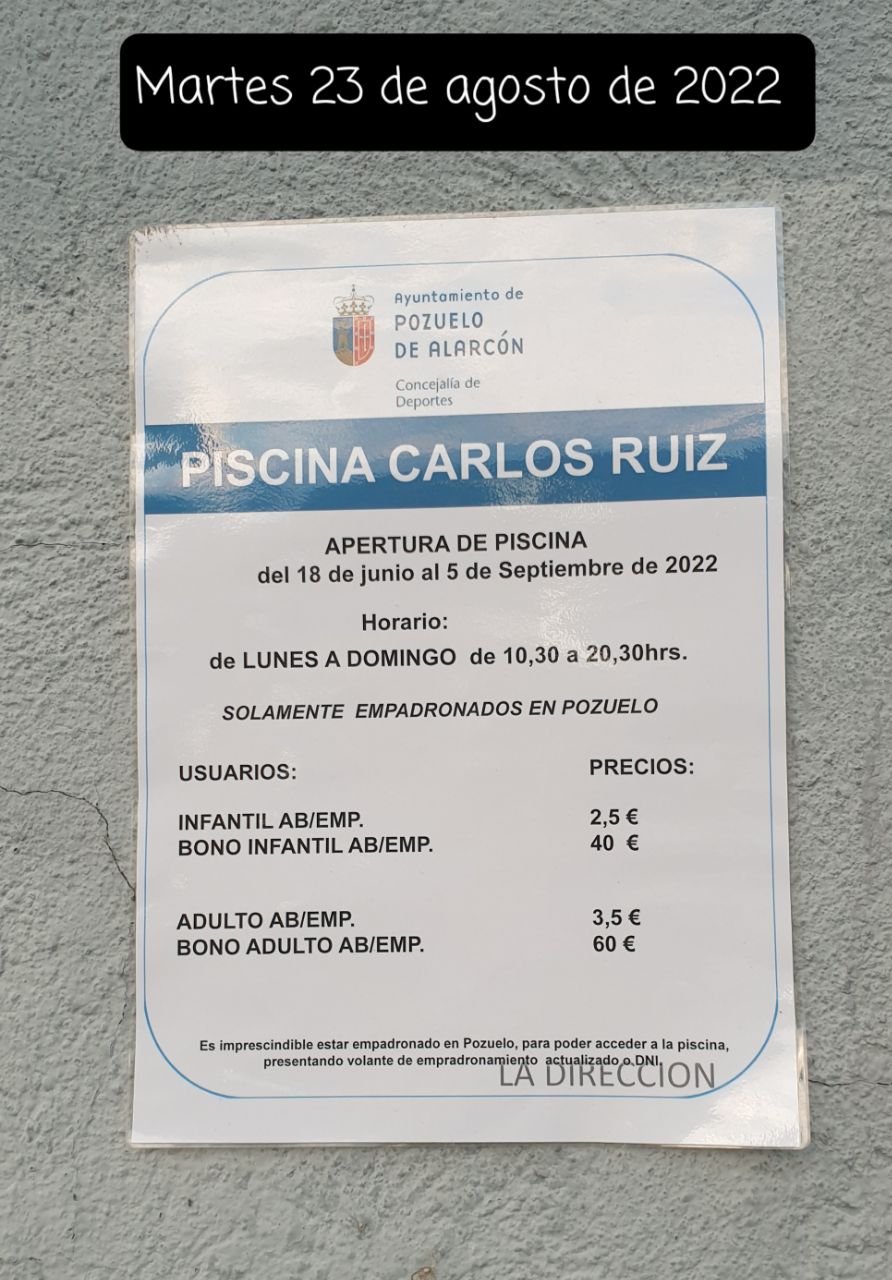 Martes 23 de agosto de 2022
Ayuntamiento de
POZUELO
DE ALARCÓN
Concejalía de
Deportes
PISCINA CARLOS RUIZ
APERTURA DE PISCINA
del 18 de junio al 5 de Septiembre de 2022
Horario:
de LUNES A DOMINGO de 10,30 a 20,30hrs.
SOLAMENTE EMPADRONADOS EN POZUELO
USUARIOS: PRECIOS:
INFANTIL AB/EMP. 2,5 €
BONO INFANTIL AB/EMP. 40 €
ADULTO AB/EMP. 3,5 €
BONO ADULTO AB/EMP. 60 €
Es imprescindible estar empadronado en Pozuelo, para poder acceder a la piscina,
presentando volante de empradronamiento actualizado o DNI.
LA DIRECCION